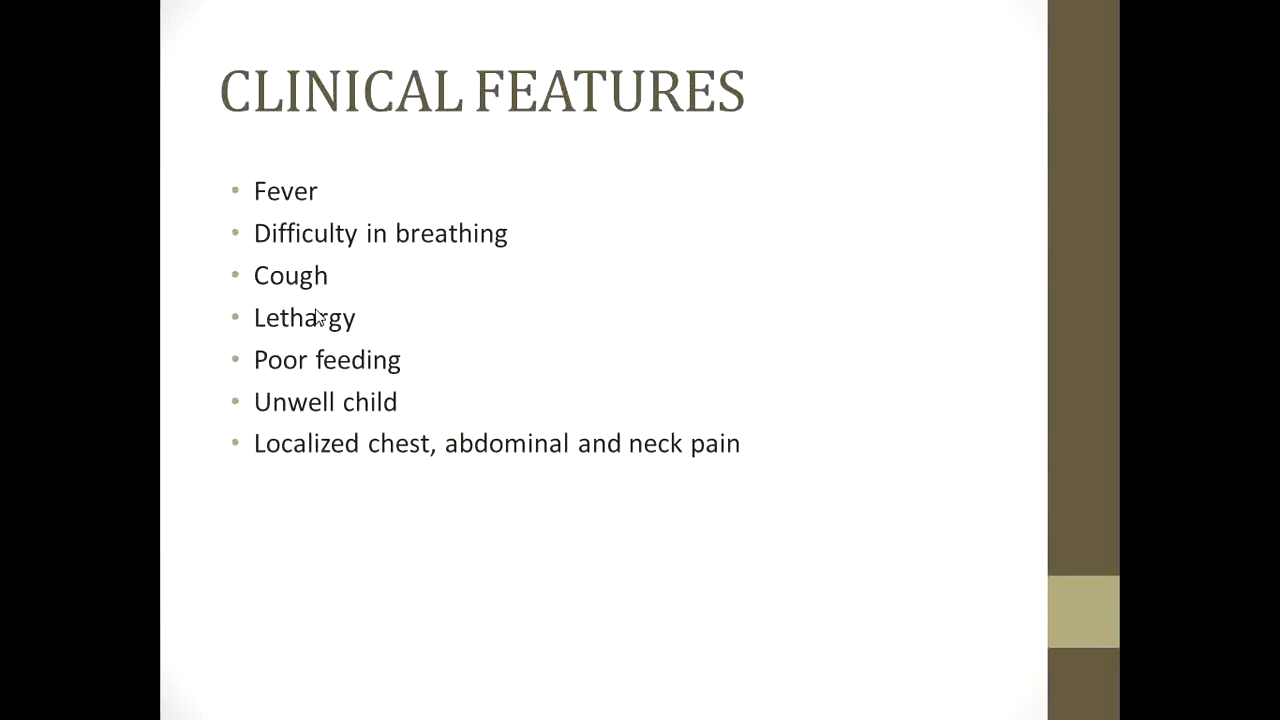 CLINICAL FEATURES
• Fever
• Difficulty in breathing
• Cough
• Lethargy
• Poor feeding
• Unwell child
• Localized chest, abdominal and neck pain